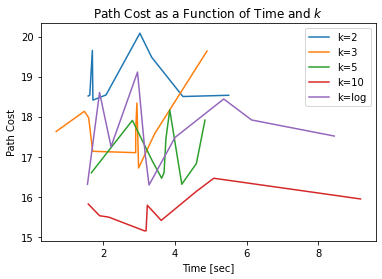 Path Cost as a Function of Time and k
20
19
18
17
16
15
Path Cost
k=2
k=3
k=5
k=10
k=log
2
4
6
8
Time [sec]